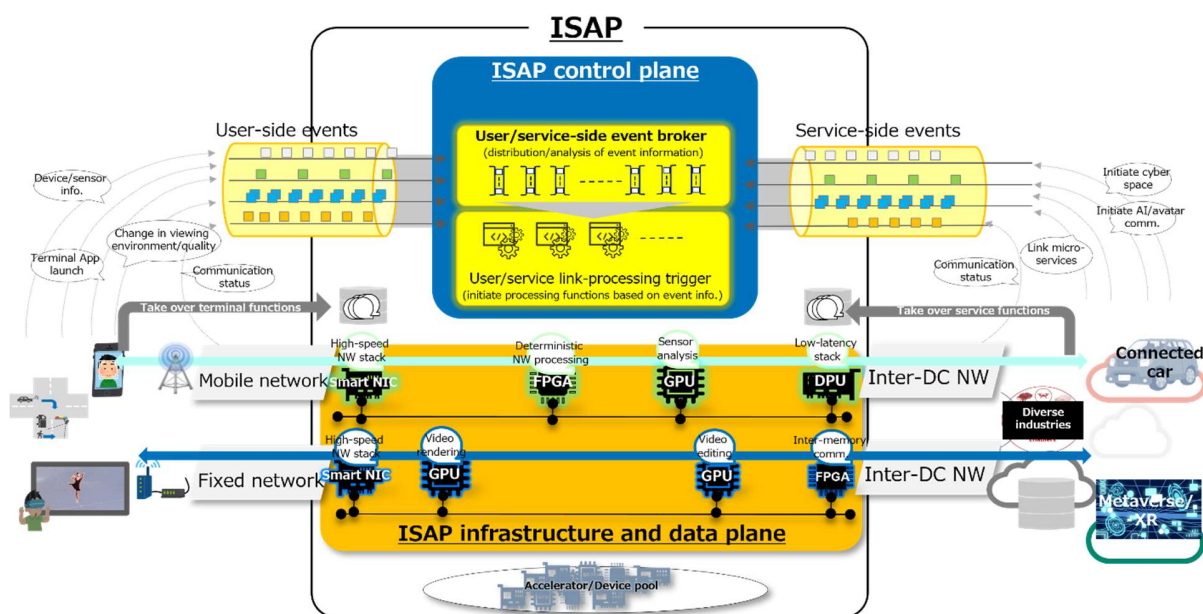 ISAP
ISAP control plane
User-side events
User/service-side event broker
(distribution/analysis of event information)
Service-side events
Device/sensor
info.
Change in viewing
environment/quality
Terminal App
launch
Communication
status
User/service link-processing trigger
(initiate processing functions based on event info.)
Initiate cyber
space
Initiate AI/avatar
comm.
Link micro-
services
Communication
status
Take over terminal functions
Take over service functions
High-speed
NW stack
Deterministic
NW processing
Sensor
analysis
Low-latency
stack
Mobile network
Smart NIC
FPGA
GPU
DPU
Inter-DC NW
Connected
car
Diverse
industries
High-speed
NW stack
Video
rendering
Video
editing
Inter-memory
comm.
Fixed network
Smart NIC
GPU
GPU
FPGA
Inter-DC NW
Metaverse/
XR
ISAP infrastructure and data plane
Accelerator/Device pool